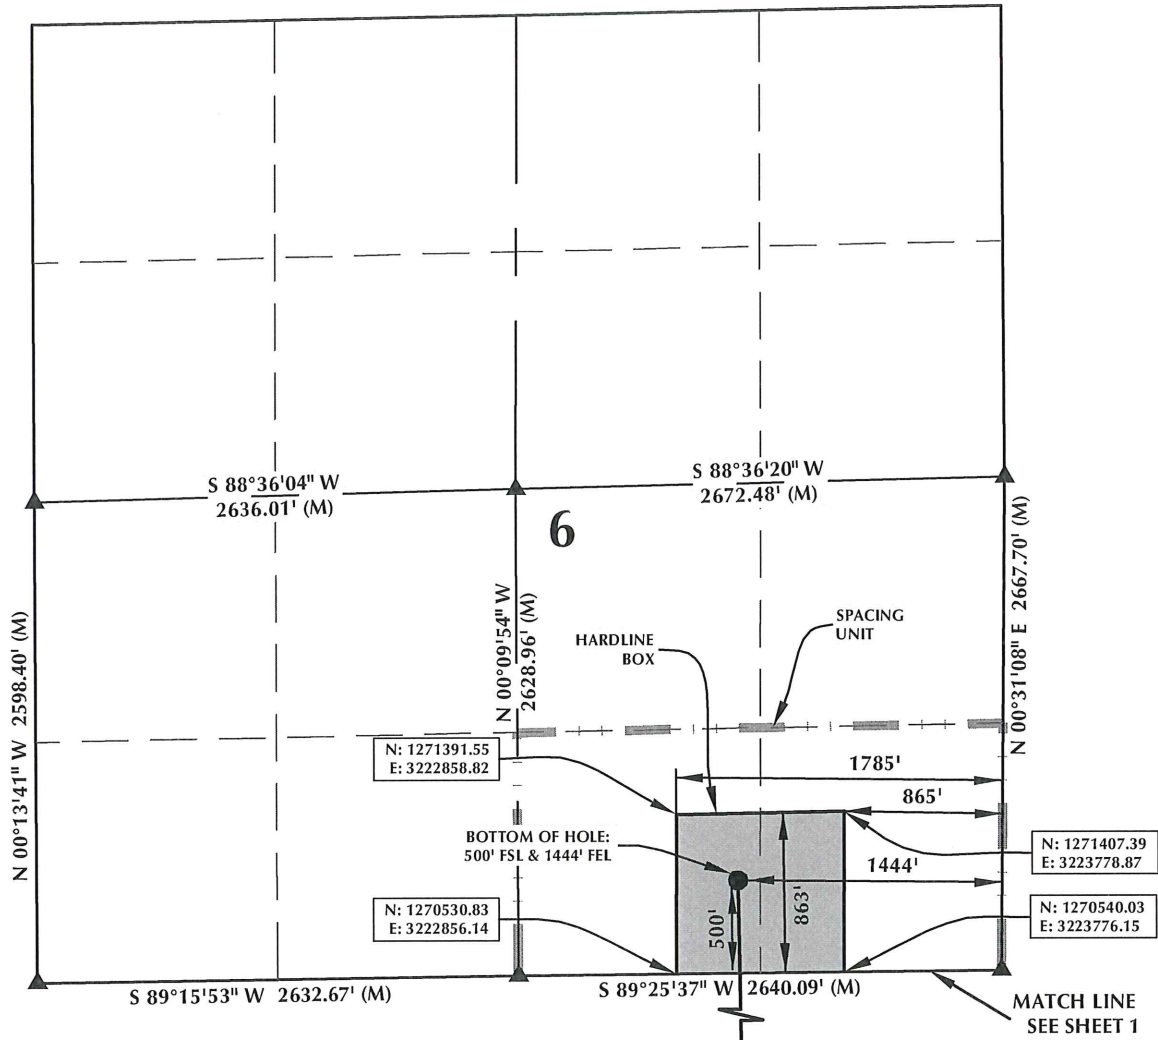 S 88°36'04" W
2636.01' (M)
S 88°36'20" W
2672.48' (M)
6
N 00°13'41" W 2598.40' (M)
N 00°09'54" W
2628.96' (M)
N 00°31'08" E 2667.70' (M)
HARDLINE
BOX
SPACING
UNIT
N: 1271391.55
E: 3222858.82
1785'
865'
BOTTOM OF HOLE:
500' FSL & 1444' FEL
N: 1271407.39
E: 3223778.87
1444'
863'
500'
N: 1270530.83
E: 3222856.14
N: 1270540.03
E: 3223776.15
S 89°15'53" W 2632.67' (M)
S 89°25'37" W 2640.09' (M)
MATCH LINE
SEE SHEET 1